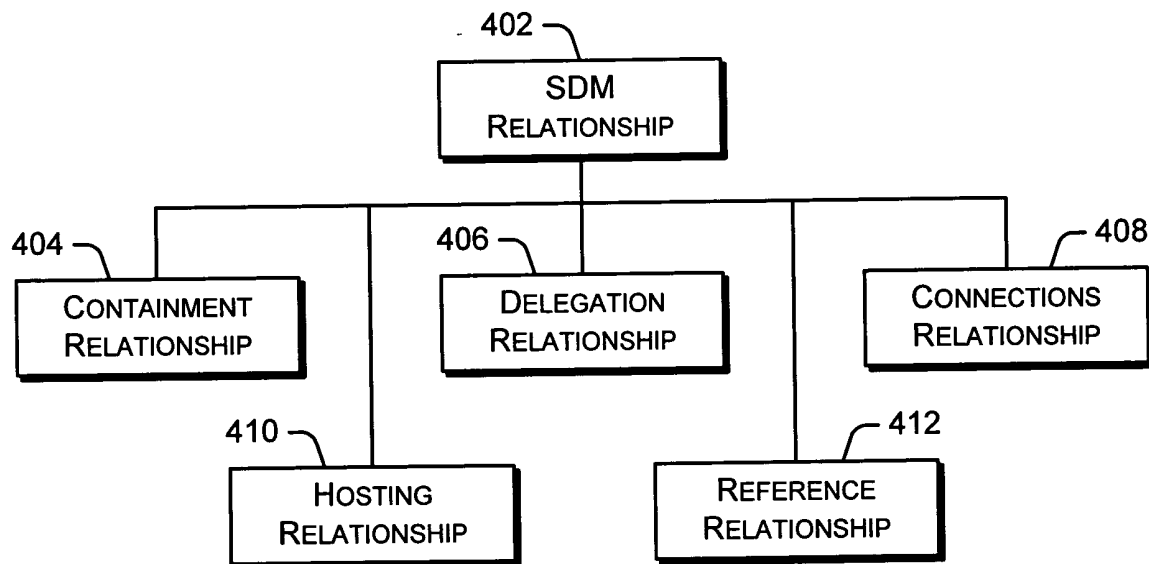 402
SDM
RELATIONSHIP
404
CONTAINMENT
RELATIONSHIP
406
DELEGATION
RELATIONSHIP
408
CONNECTIONS
RELATIONSHIP
410
HOSTING
RELATIONSHIP
412
REFERENCE
RELATIONSHIP